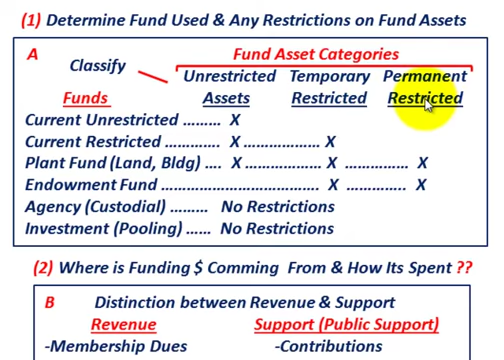 (1) Determine Fund Used & Any Restrictions on Fund Assets
A Fund Asset Categories
Classify
Unrestricted Temporary Permanent
Funds Assets Restricted Restricted
Current Unrestricted ......... X
Current Restricted ............. X .................. X
Plant Fund (Land, Bldg) .... X .................. X ............... X
Endowment Fund ..................................... X .............. X
Agency (Custodial) ......... No Restrictions
Investment (Pooling) ...... No Restrictions
(2) Where is Funding $ Comming From & How Its Spent ??
B Distinction between Revenue & Support
Revenue Support (Public Support)
-Membership Dues -Contributions